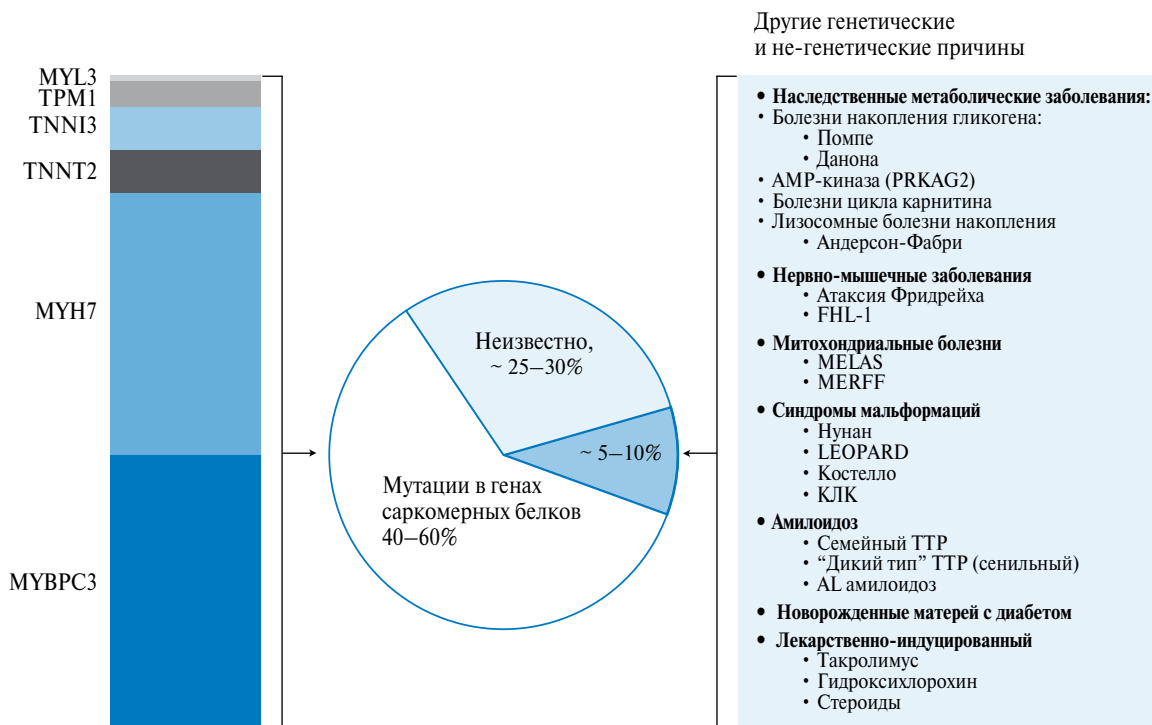 MYL3
TPM1
TNNI3
TNNT2
MYH7
MYBPC3
Неизвестно,
~ 25–30%
~ 5–10%
Мутации в генах
саркомерных белков
40–60%
Другие генетические
и не-генетические причины
• Наследственные метаболические заболевания:
• Болезни накопления гликогена:
• Помпе
• Данона
• АМР-киназа (PRKAG2)
• Болезни цикла карнитина
• Лизосомные болезни накопления
• Андерсон-Фабри
• Нервно-мышечные заболевания
• Атаксия Фридрейха
• FHL-1
• Митохондриальные болезни
• MELAS
• MERFF
• Синдромы мальформаций
• Нунан
• LEOPARD
• Костелло
• КЛК
• Амилоидоз
• Семейный ТТР
• “Дикий тип” ТТР (сенильный)
• AL амилоидоз
• Новорожденные матерей с диабетом
• Лекарственно-индуцированный
• Такролимус
• Гидроксихлорохин
• Стероиды